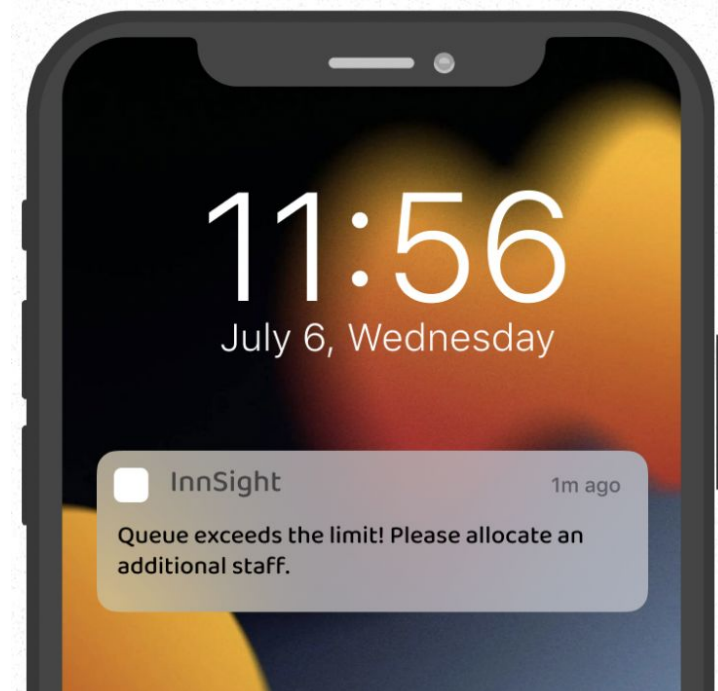 11:56
July 6, Wednesday
InnSight
1m ago
Queue exceeds the limit! Please allocate an
additional staff.